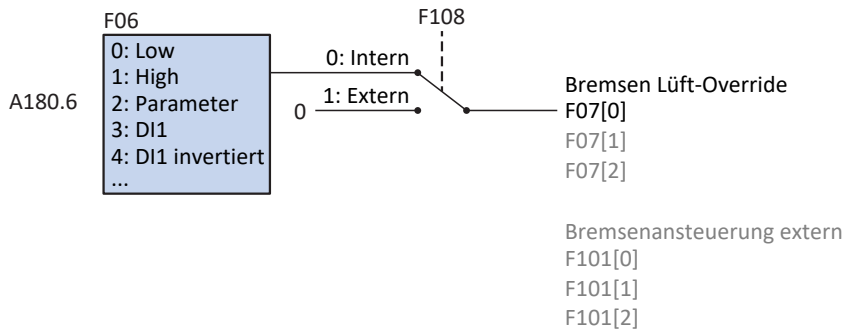 F06
F108
0: Low
1: High
2: Parameter
3: DI1
4: DI1 invertiert
...
A180.6
0: Intern
1: Extern
0
Bremsen Lüft-Override
F07[0]
F07[1]
F07[2]
Bremsenansteuerung extern
F101[0]
F101[1]
F101[2]